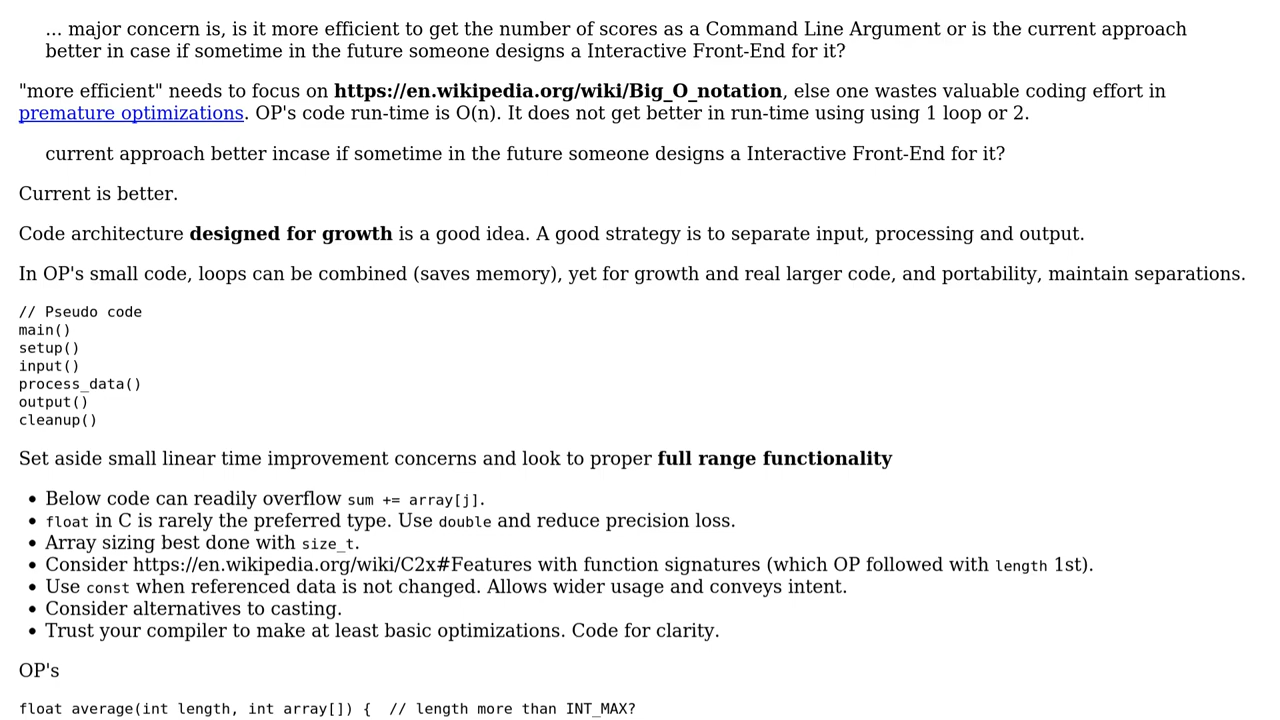 ... major concern is, is it more efficient to get the number of scores as a Command Line Argument or is the current approach
better in case if sometime in the future someone designs a Interactive Front-End for it?
"more efficient" needs to focus on https://en.wikipedia.org/wiki/Big_O_notation, else one wastes valuable coding effort in
premature optimizations. OP's code run-time is O(n). It does not get better in run-time using using 1 loop or 2.
current approach better incase if sometime in the future someone designs a Interactive Front-End for it?
Current is better.
Code architecture designed for growth is a good idea. A good strategy is to separate input, processing and output.
In OP's small code, loops can be combined (saves memory), yet for growth and real larger code, and portability, maintain separations.
// Pseudo code
main()
setup()
input()
process_data()
output()
cleanup()
Set aside small linear time improvement concerns and look to proper full range functionality
• Below code can readily overflow sum += array[j].
• float in C is rarely the preferred type. Use double and reduce precision loss.
• Array sizing best done with size_t.
• Consider https://en.wikipedia.org/wiki/C2x#Features with function signatures (which OP followed with length 1st).
• Use const when referenced data is not changed. Allows wider usage and conveys intent.
• Consider alternatives to casting.
• Trust your compiler to make at least basic optimizations. Code for clarity.
OP's
float average(int length, int array[]) {  // length more than INT_MAX?